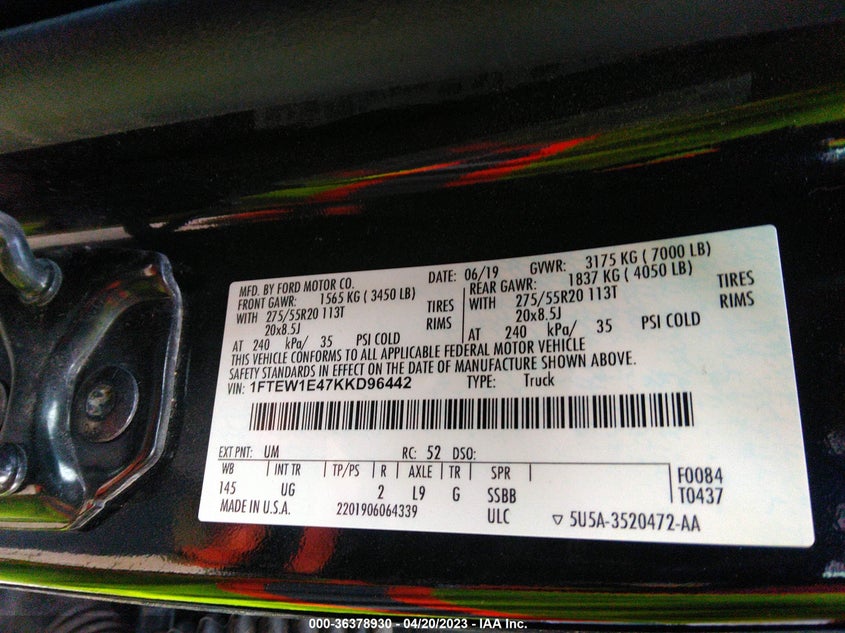 MFD. BY FORD MOTOR CO. DATE: 06/19 GVWR: 3175 KG ( 7000 LB)
FRONT GAWR: 1565 KG ( 3450 LB) REAR GAWR: 1837 KG ( 4050 LB)
WITH 275/55R20 113T TIRES WITH 275/55R20 113T TIRES
20x8.5J RIMS 20x8.5J RIMS
AT 240 kPa/ 35 PSI COLD AT 240 kPa/ 35 PSI COLD
THIS VEHICLE CONFORMS TO ALL APPLICABLE FEDERAL MOTOR VEHICLE
SAFETY STANDARDS IN EFFECT ON THE DATE OF MANUFACTURE SHOWN ABOVE.
VIN: 1FTEW1E47KKD96442 TYPE: Truck
EXT PNT: UM RC: 52 DSO:
WB INT TR TP/PS R AXLE TR SPR F0084
145 UG 2 L9 G SSBB T0437
MADE IN U.S.A. 2201906064339 ULC ▽ 5U5A-3520472-AA
000-36378930 - 04/20/2023 - IAA Inc.